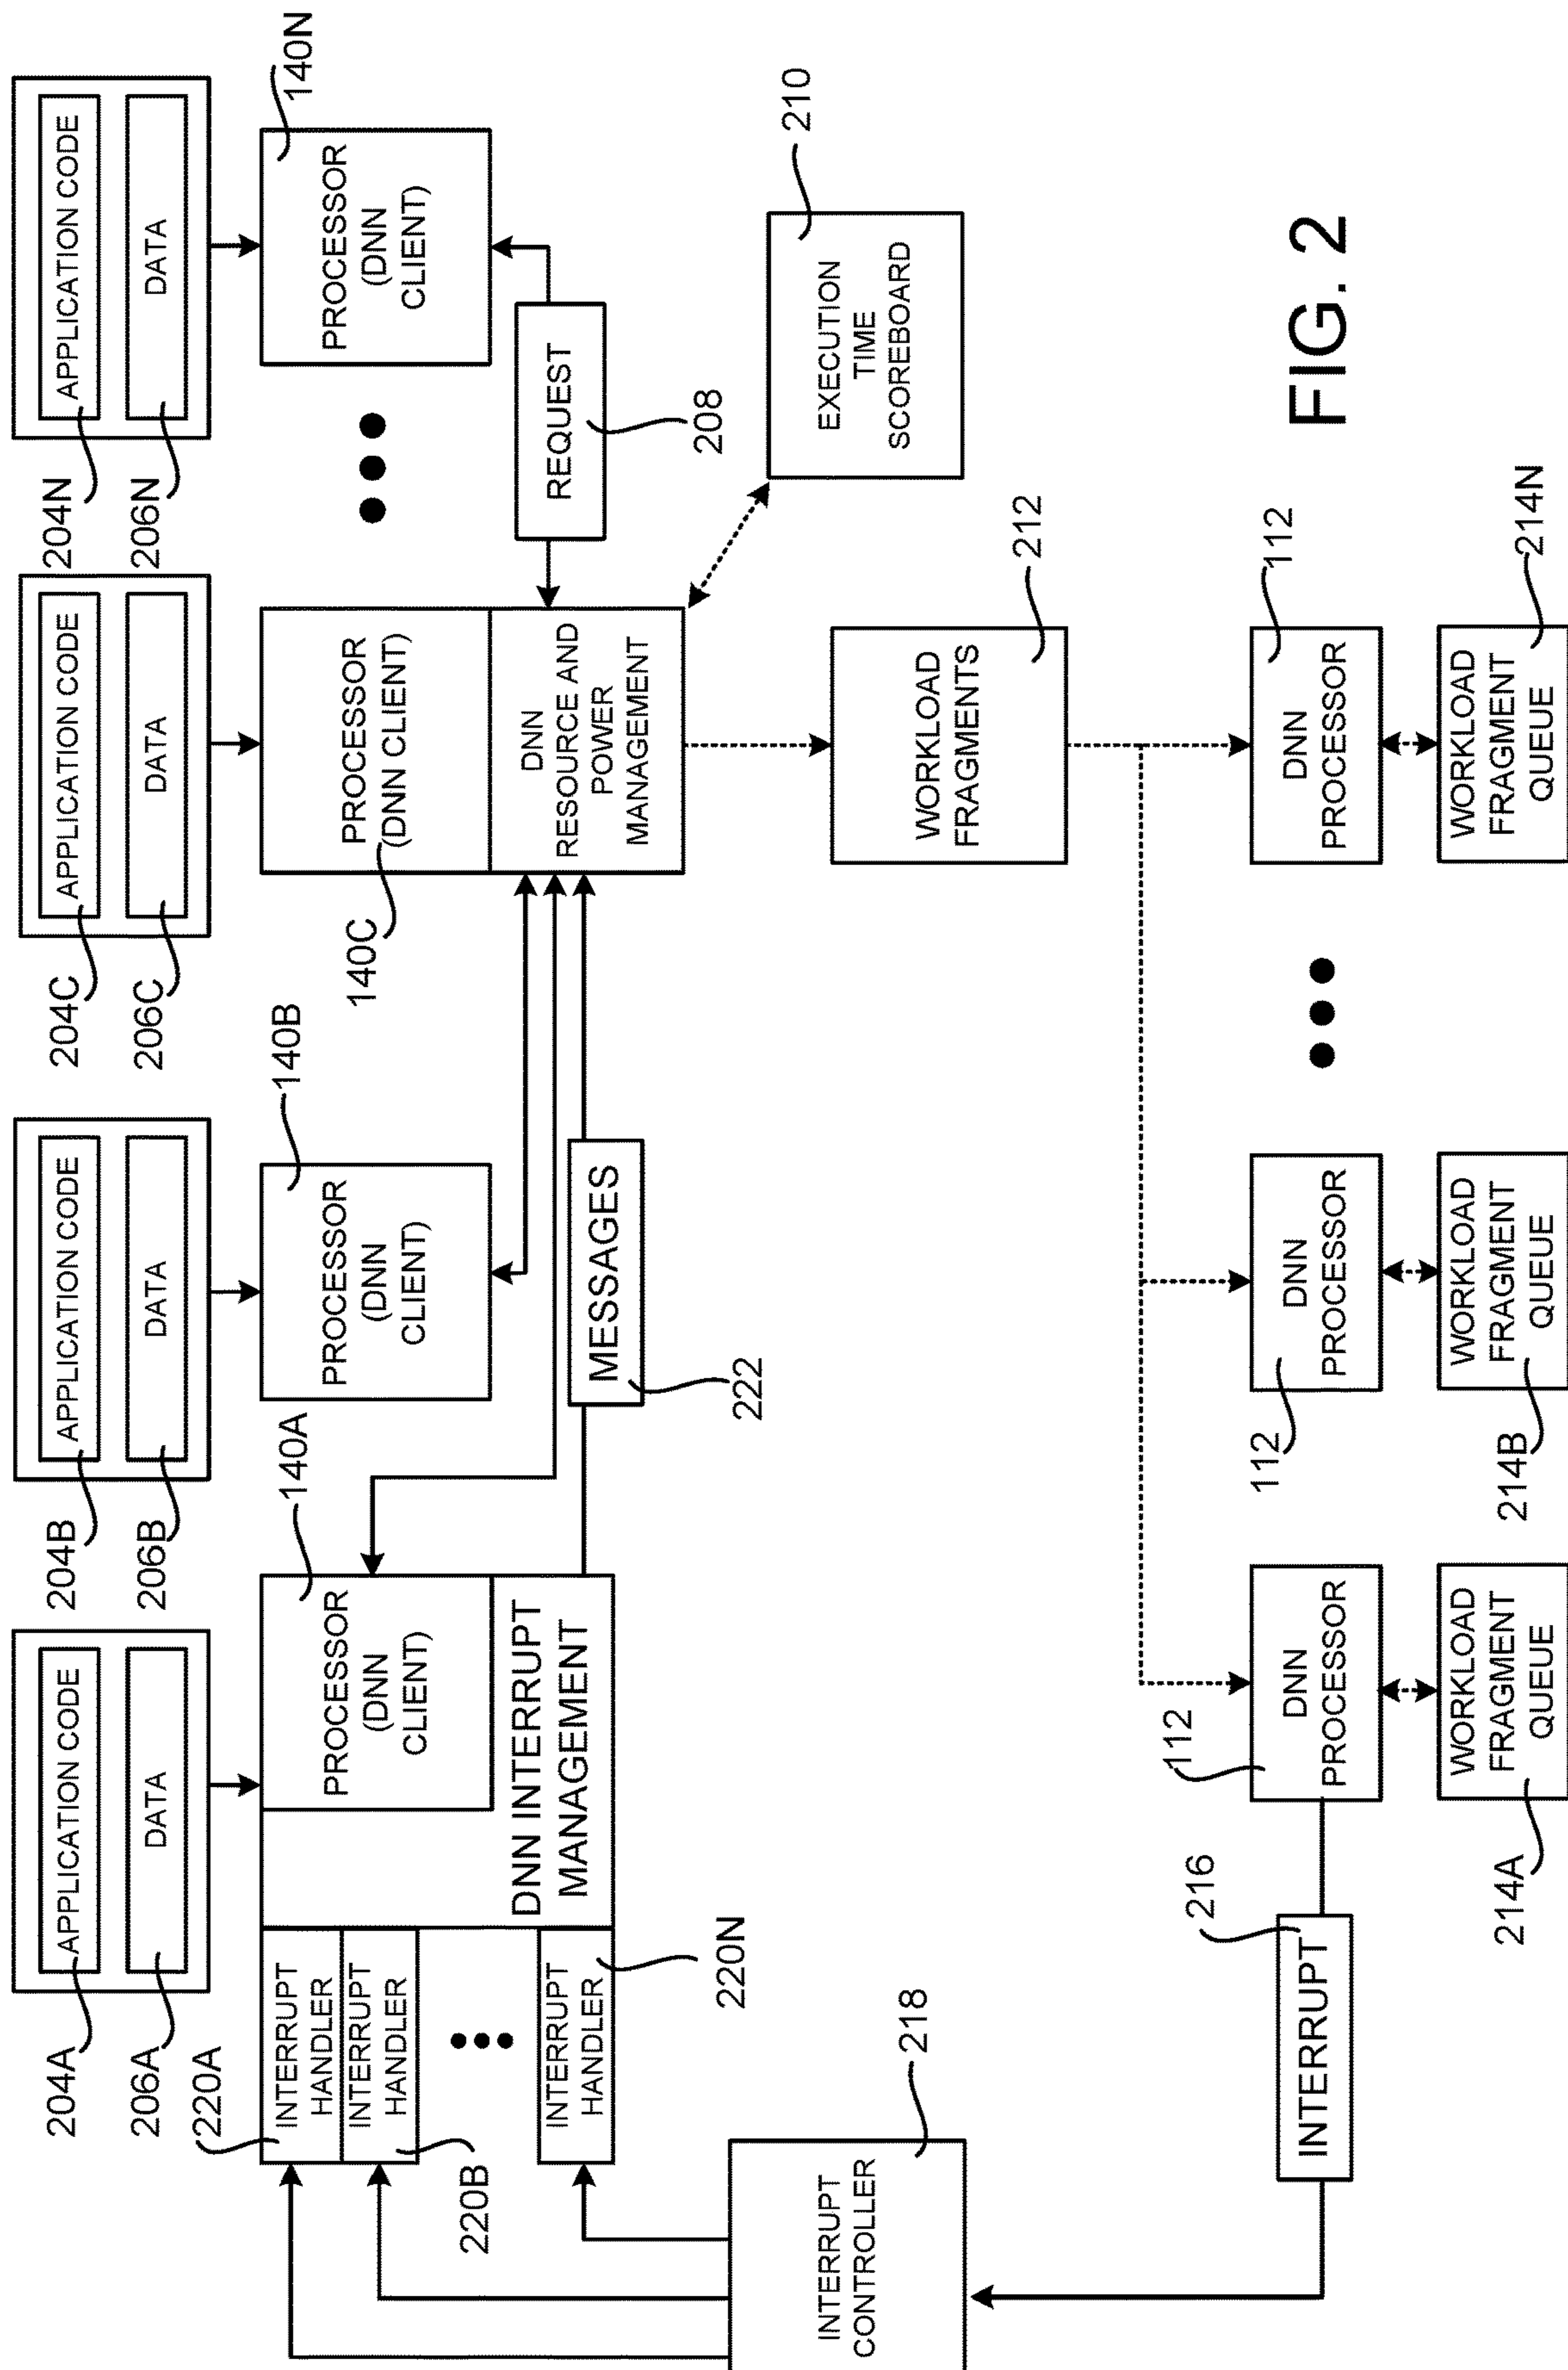 204A
APPLICATION CODE
206A
DATA
204B
APPLICATION CODE
206B
DATA
204C
APPLICATION CODE
206C
DATA
204N
APPLICATION CODE
206N
DATA
220A
INTERRUPT
HANDLER
INTERRUPT
HANDLER
220B
INTERRUPT
HANDLER
220N
PROCESSOR
(DNN
CLIENT)
140A
DNN INTERRUPT
MANAGEMENT
PROCESSOR
(DNN
CLIENT)
140B
MESSAGES
222
PROCESSOR
(DNN CLIENT)
140C
DNN
RESOURCE AND
POWER
MANAGEMENT
PROCESSOR
(DNN
CLIENT)
140N
REQUEST
208
EXECUTION
TIME
SCOREBOARD
210
INTERRUPT
CONTROLLER
218
WORKLOAD
FRAGMENTS
212
INTERRUPT
216
DNN
PROCESSOR
112
DNN
PROCESSOR
112
DNN
PROCESSOR
112
WORKLOAD
FRAGMENT
QUEUE
214A
WORKLOAD
FRAGMENT
QUEUE
214B
WORKLOAD
FRAGMENT
QUEUE
214N
FIG. 2